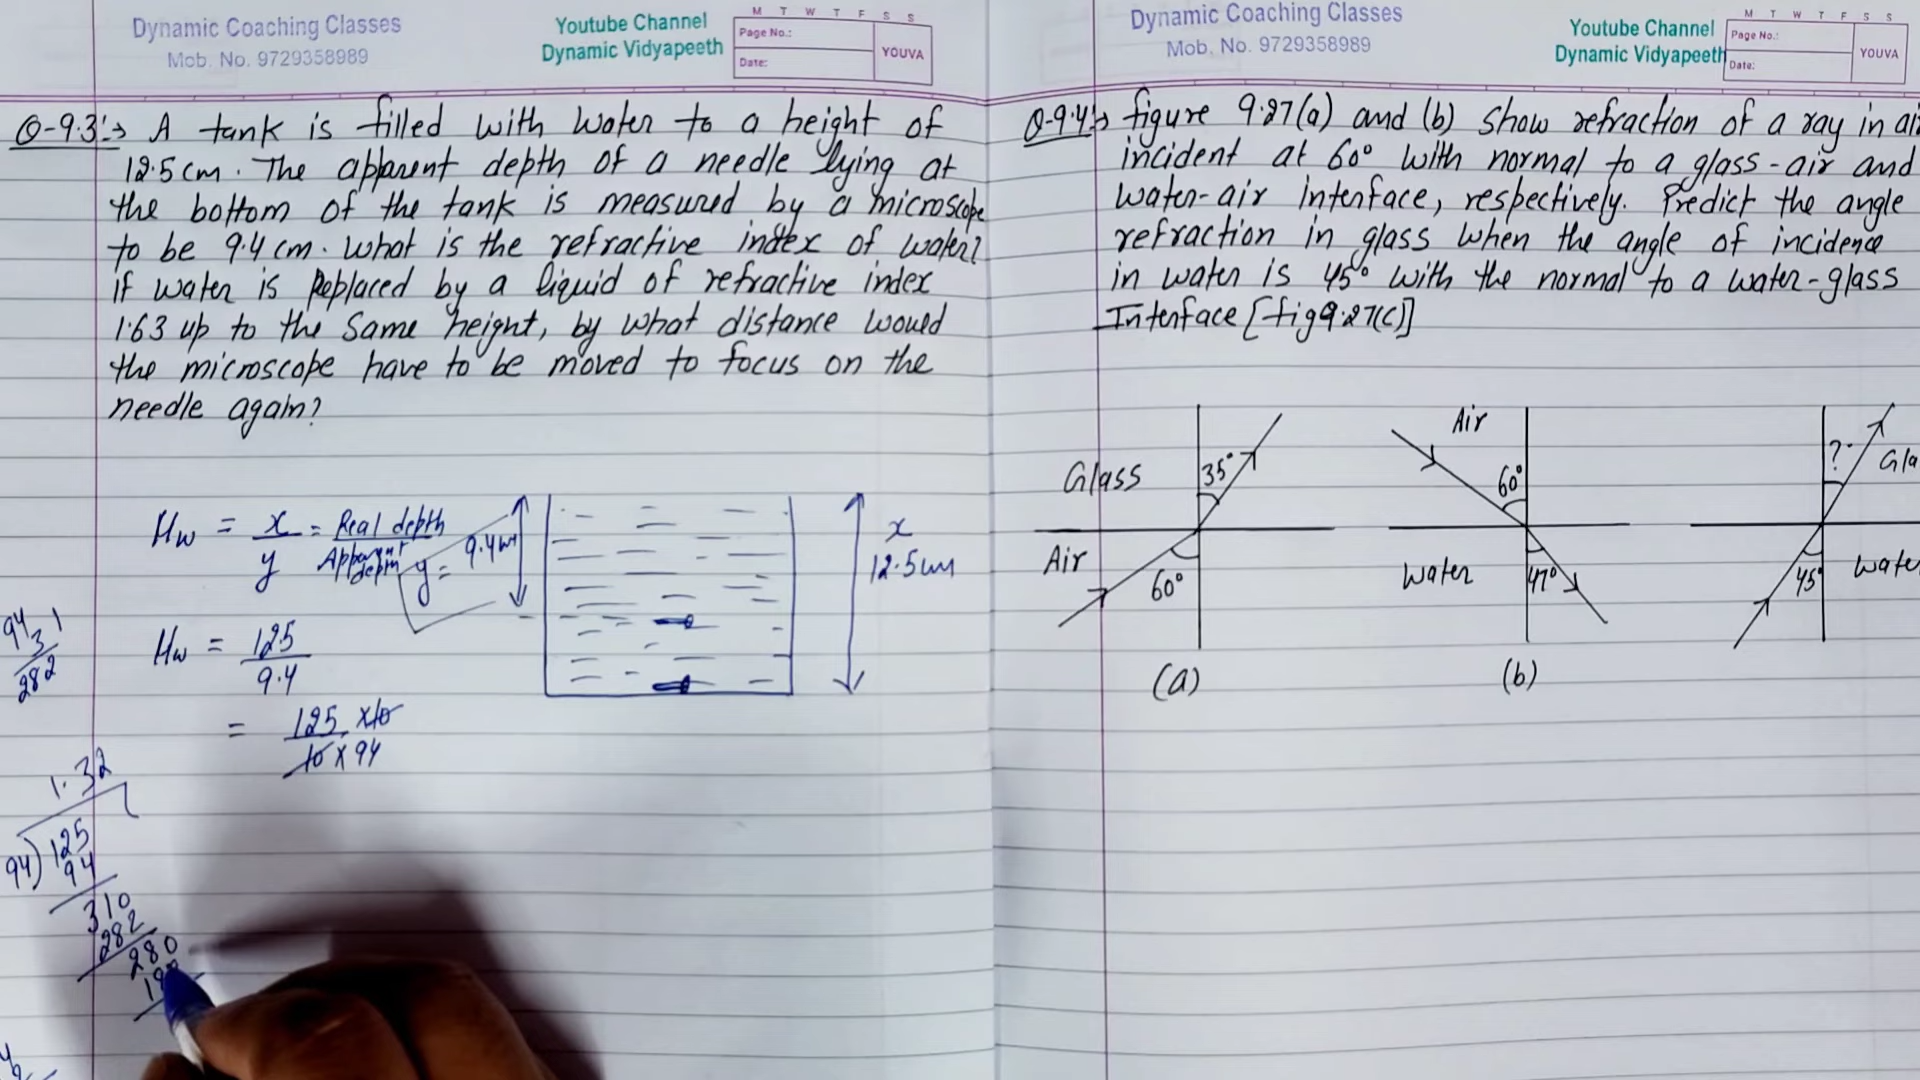 Dynamic Coaching Classes
Mob. No. 9729358989
Youtube Channel
Dynamic Vidyapeeth
M T W T F S S
Page No.:
Date:
YOUVA
Q-9.3:→ A tank is filled with water to a height of
12.5cm. The apparent depth of a needle lying at
the bottom of the tank is measured by a microscope
to be 9.4 cm. What is the refractive index of water?
If water is Replaced by a liquid of refractive index
1.63 up to the Same height, by what distance would
the microscope have to be moved to focus on the
needle again?
μw = x/y = Real depth/Apparent depth
y = 9.4cm
x
12.5cm
μw = 125/9.4
= 125 x10/10x94
94
3
282
1.32
94)125
94
310
282
280
Dynamic Coaching Classes
Mob. No. 9729358989
Youtube Channel
Dynamic Vidyapeeth
M T W T F S S
Page No.:
Date:
YOUVA
Q-9.4:→ figure 9.27(a) and (b) show refraction of a ray in
incident at 60° with normal to a glass-air and
water-air interface, respectively. Predict the angle
refraction in glass when the angle of incidence
in water is 45° with the normal to a water-glass
Interface [fig 9.27(c)]
Glass
35°
Air
60°
(a)
Air
60°
Water
47°
(b)
?
45°